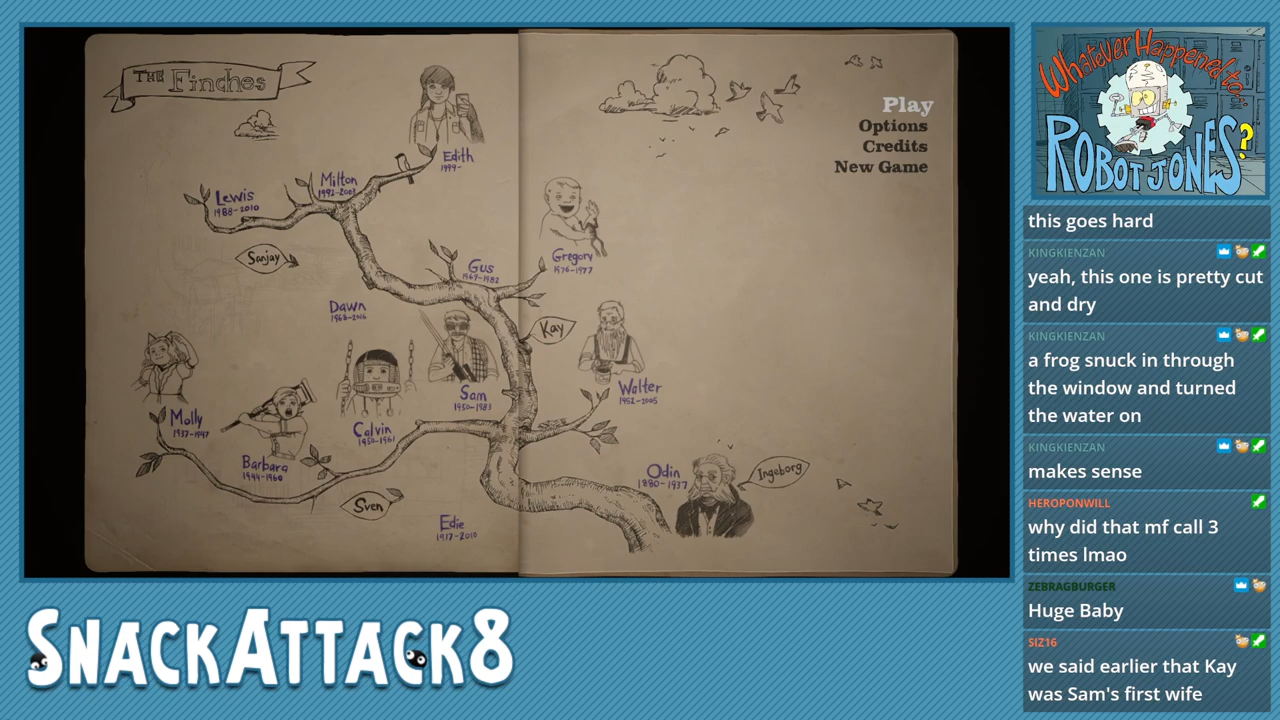 THE Finches
Play
Options
Credits
New Game
Edith
1999-
Milton
1992-2003
Lewis
1988-2010
Sanjay
Gregory
1976-1977
Gus
1969-1982
Dawn
1968-2016
Kay
Sam
1950-1983
Walter
1952-2005
Calvin
1950-1961
Molly
1937-1947
Barbara
1944-1960
Odin
1880-1937
Ingeborg
Sven
Edie
1917-2010
SNACKATTACK8
Whatever Happened to...
ROBOT JONES?
this goes hard
KINGKIENZAN
yeah, this one is pretty cut
and dry
KINGKIENZAN
a frog snuck in through
the window and turned
the water on
KINGKIENZAN
makes sense
HEROPONWILL
why did that mf call 3
times lmao
ZEBRAGBURGER
Huge Baby
SIZ16
we said earlier that Kay
was Sam's first wife